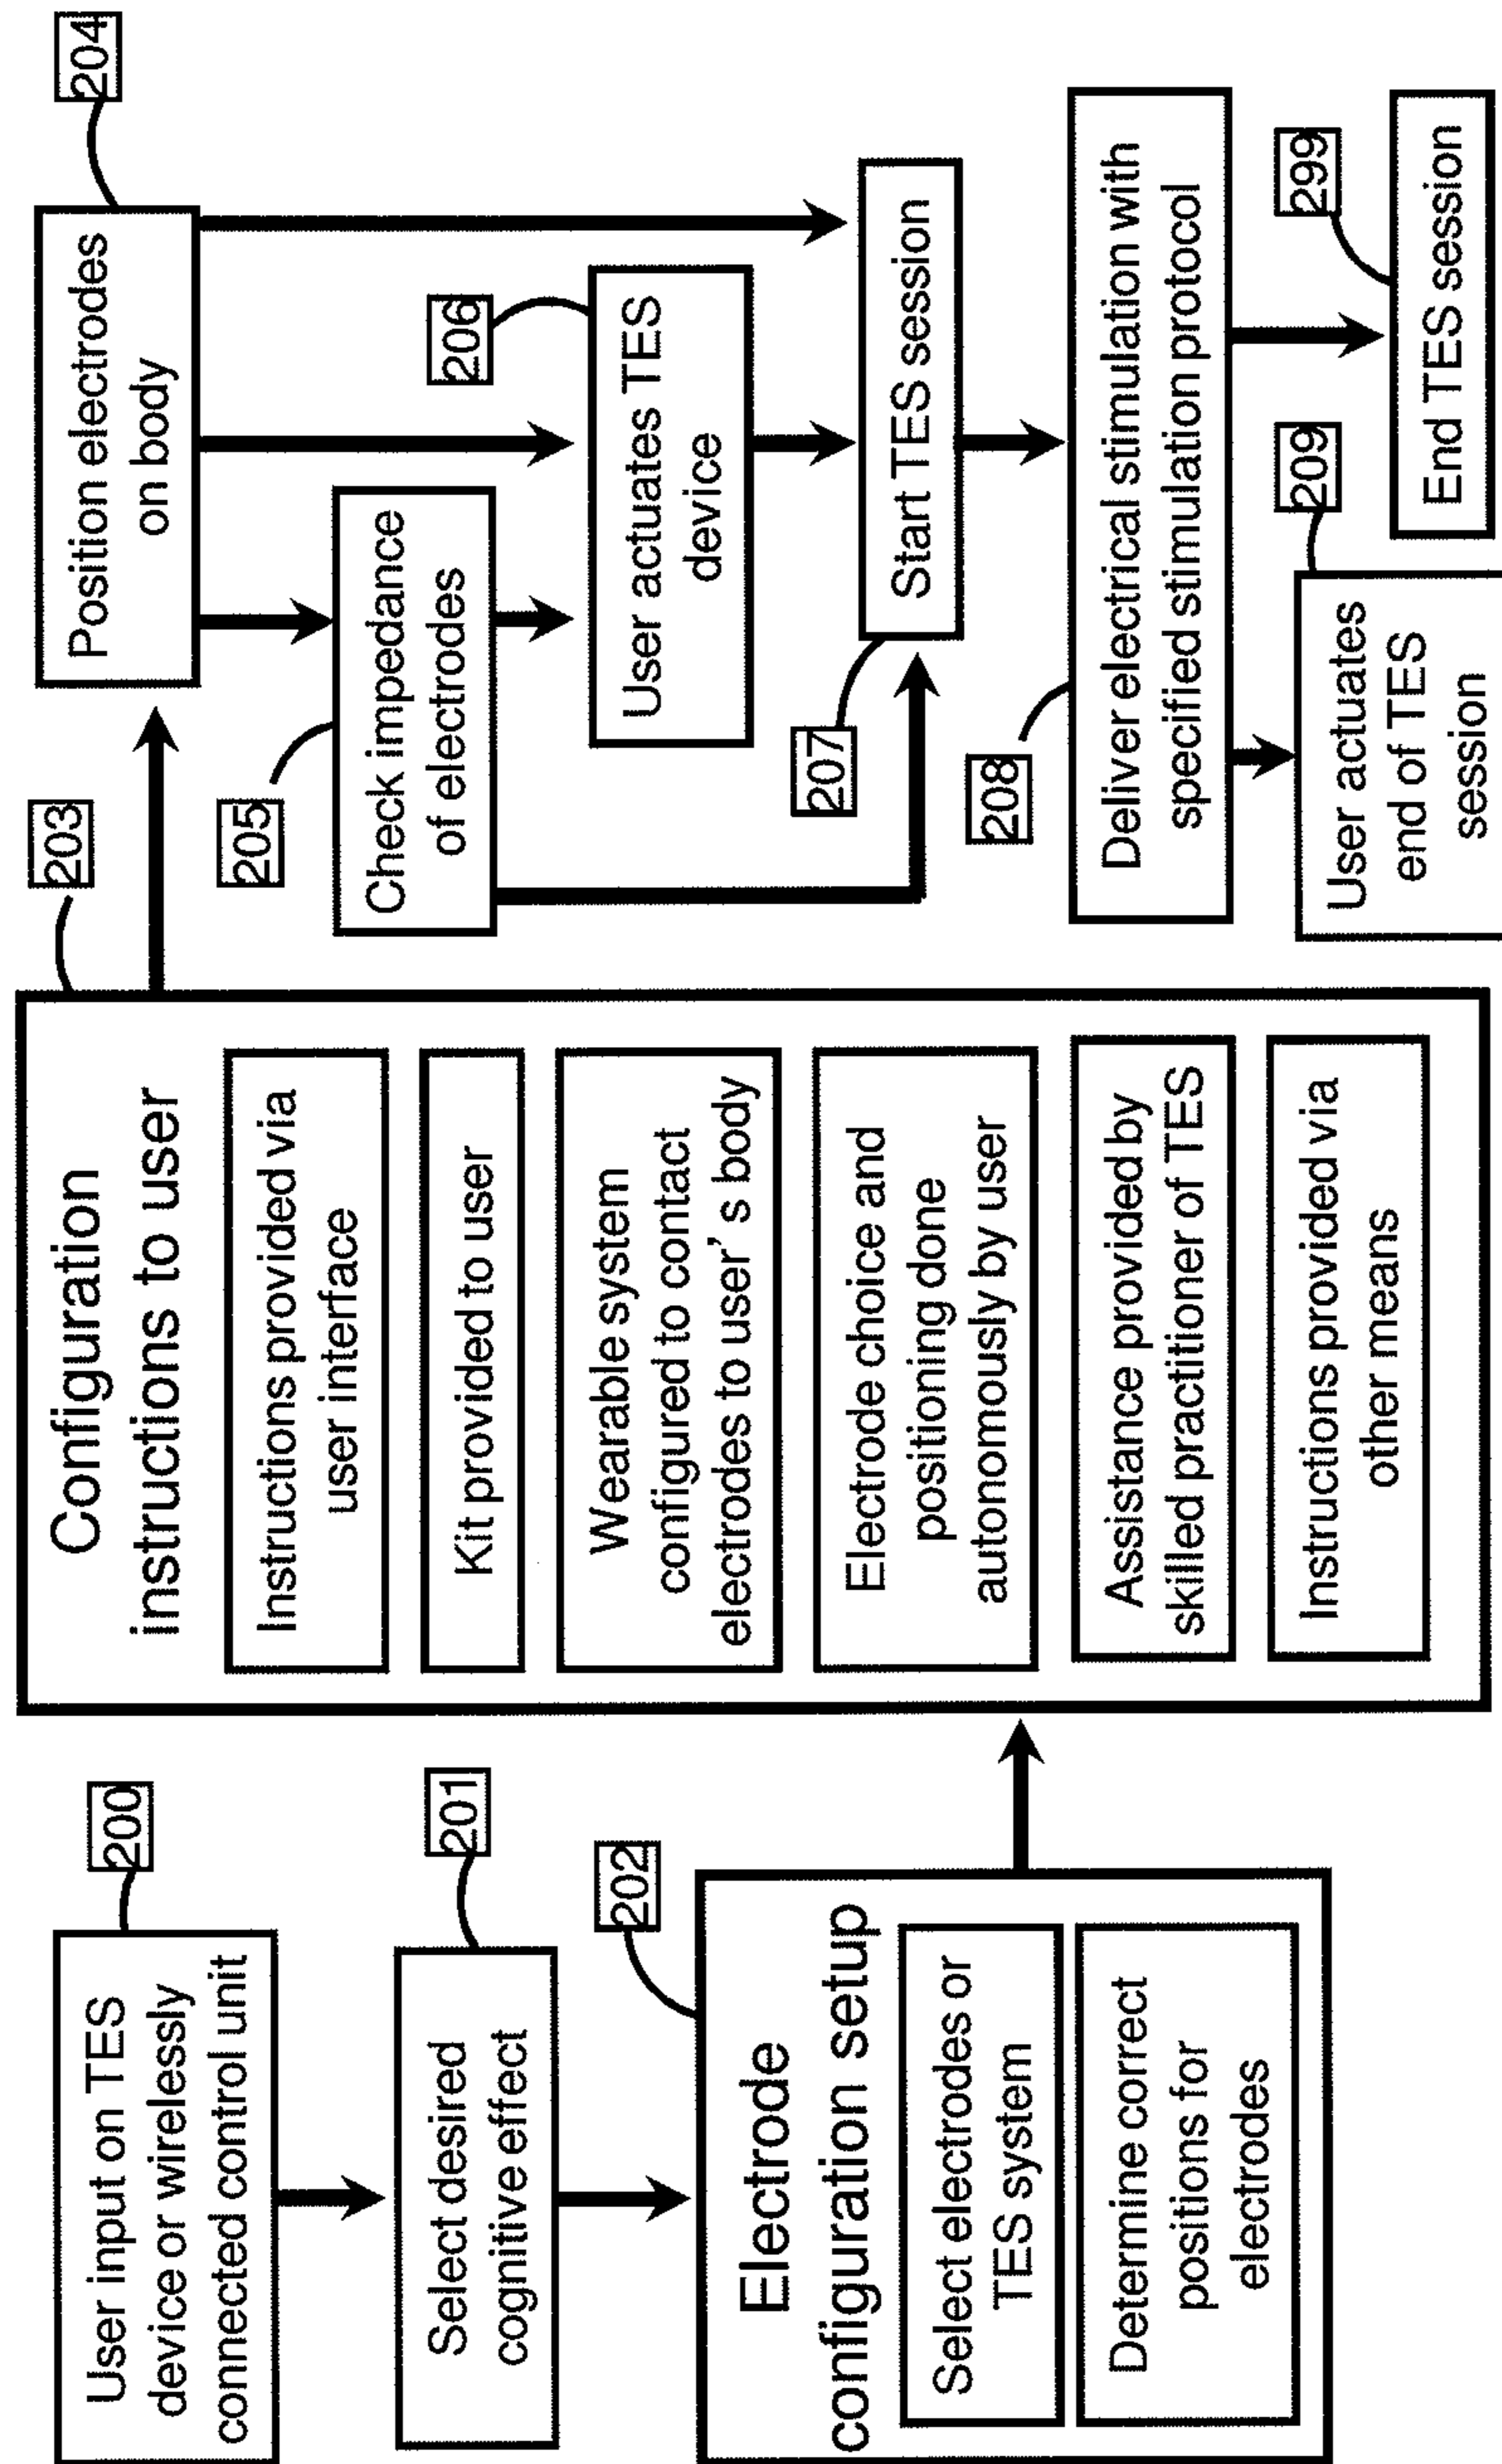 200
User input on TES
device or wirelessly
connected control unit
201
Select desired
cognitive effect
202
Electrode
configuration setup
Select electrodes or
TES system
Determine correct
positions for
electrodes
203
Configuration
instructions to user
Instructions provided via
user interface
Kit provided to user
Wearable system
configured to contact
electrodes to user’s body
Electrode choice and
positioning done
autonomously by user
Assistance provided by
skilled practitioner of TES
Instructions provided via
other means
204
Position electrodes
on body
205
Check impedance
of electrodes
206
User actuates TES
device
207
Start TES session
208
Deliver electrical stimulation with
specified stimulation protocol
209
User actuates
end of TES
session
299
End TES session